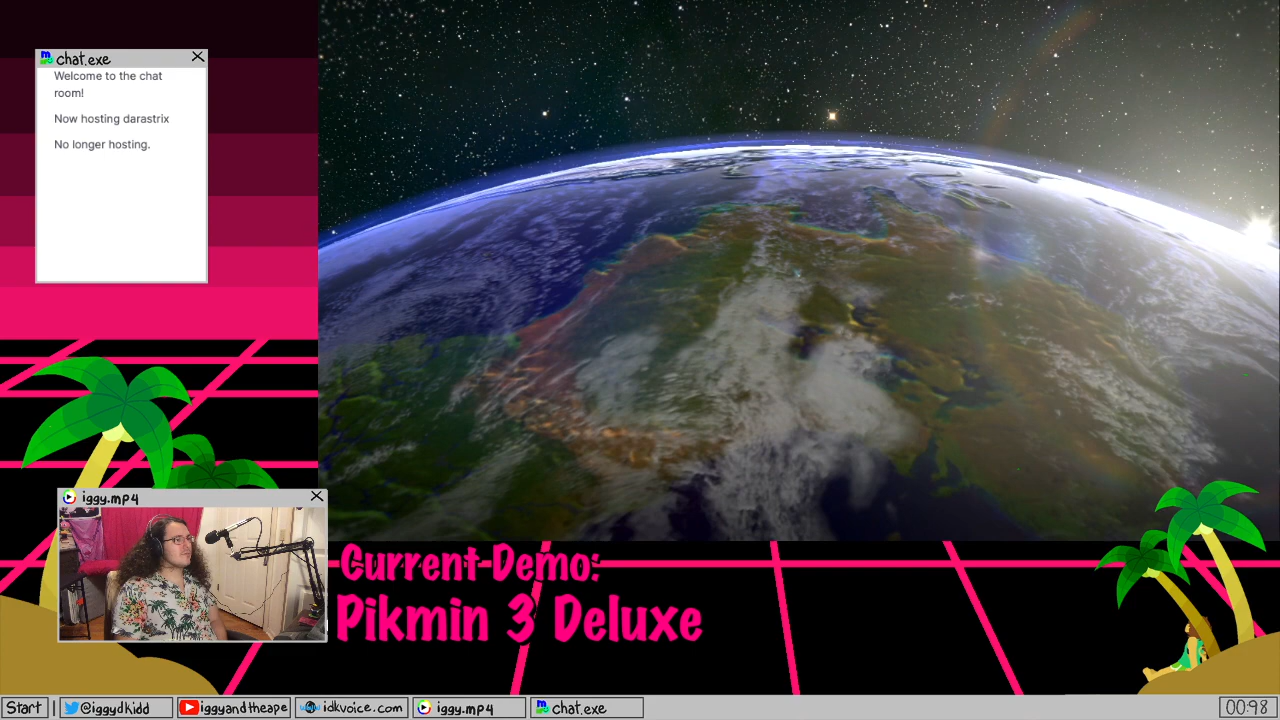 chat.exe
Welcome to the chat
room!
Now hosting darastrix
No longer hosting.
iggy.mp4
Current Demo:
Pikmin 3 Deluxe
Start | @iggydkidd iggyandtheape www idkvoice.com iggy.mp4 chat.exe 00:98